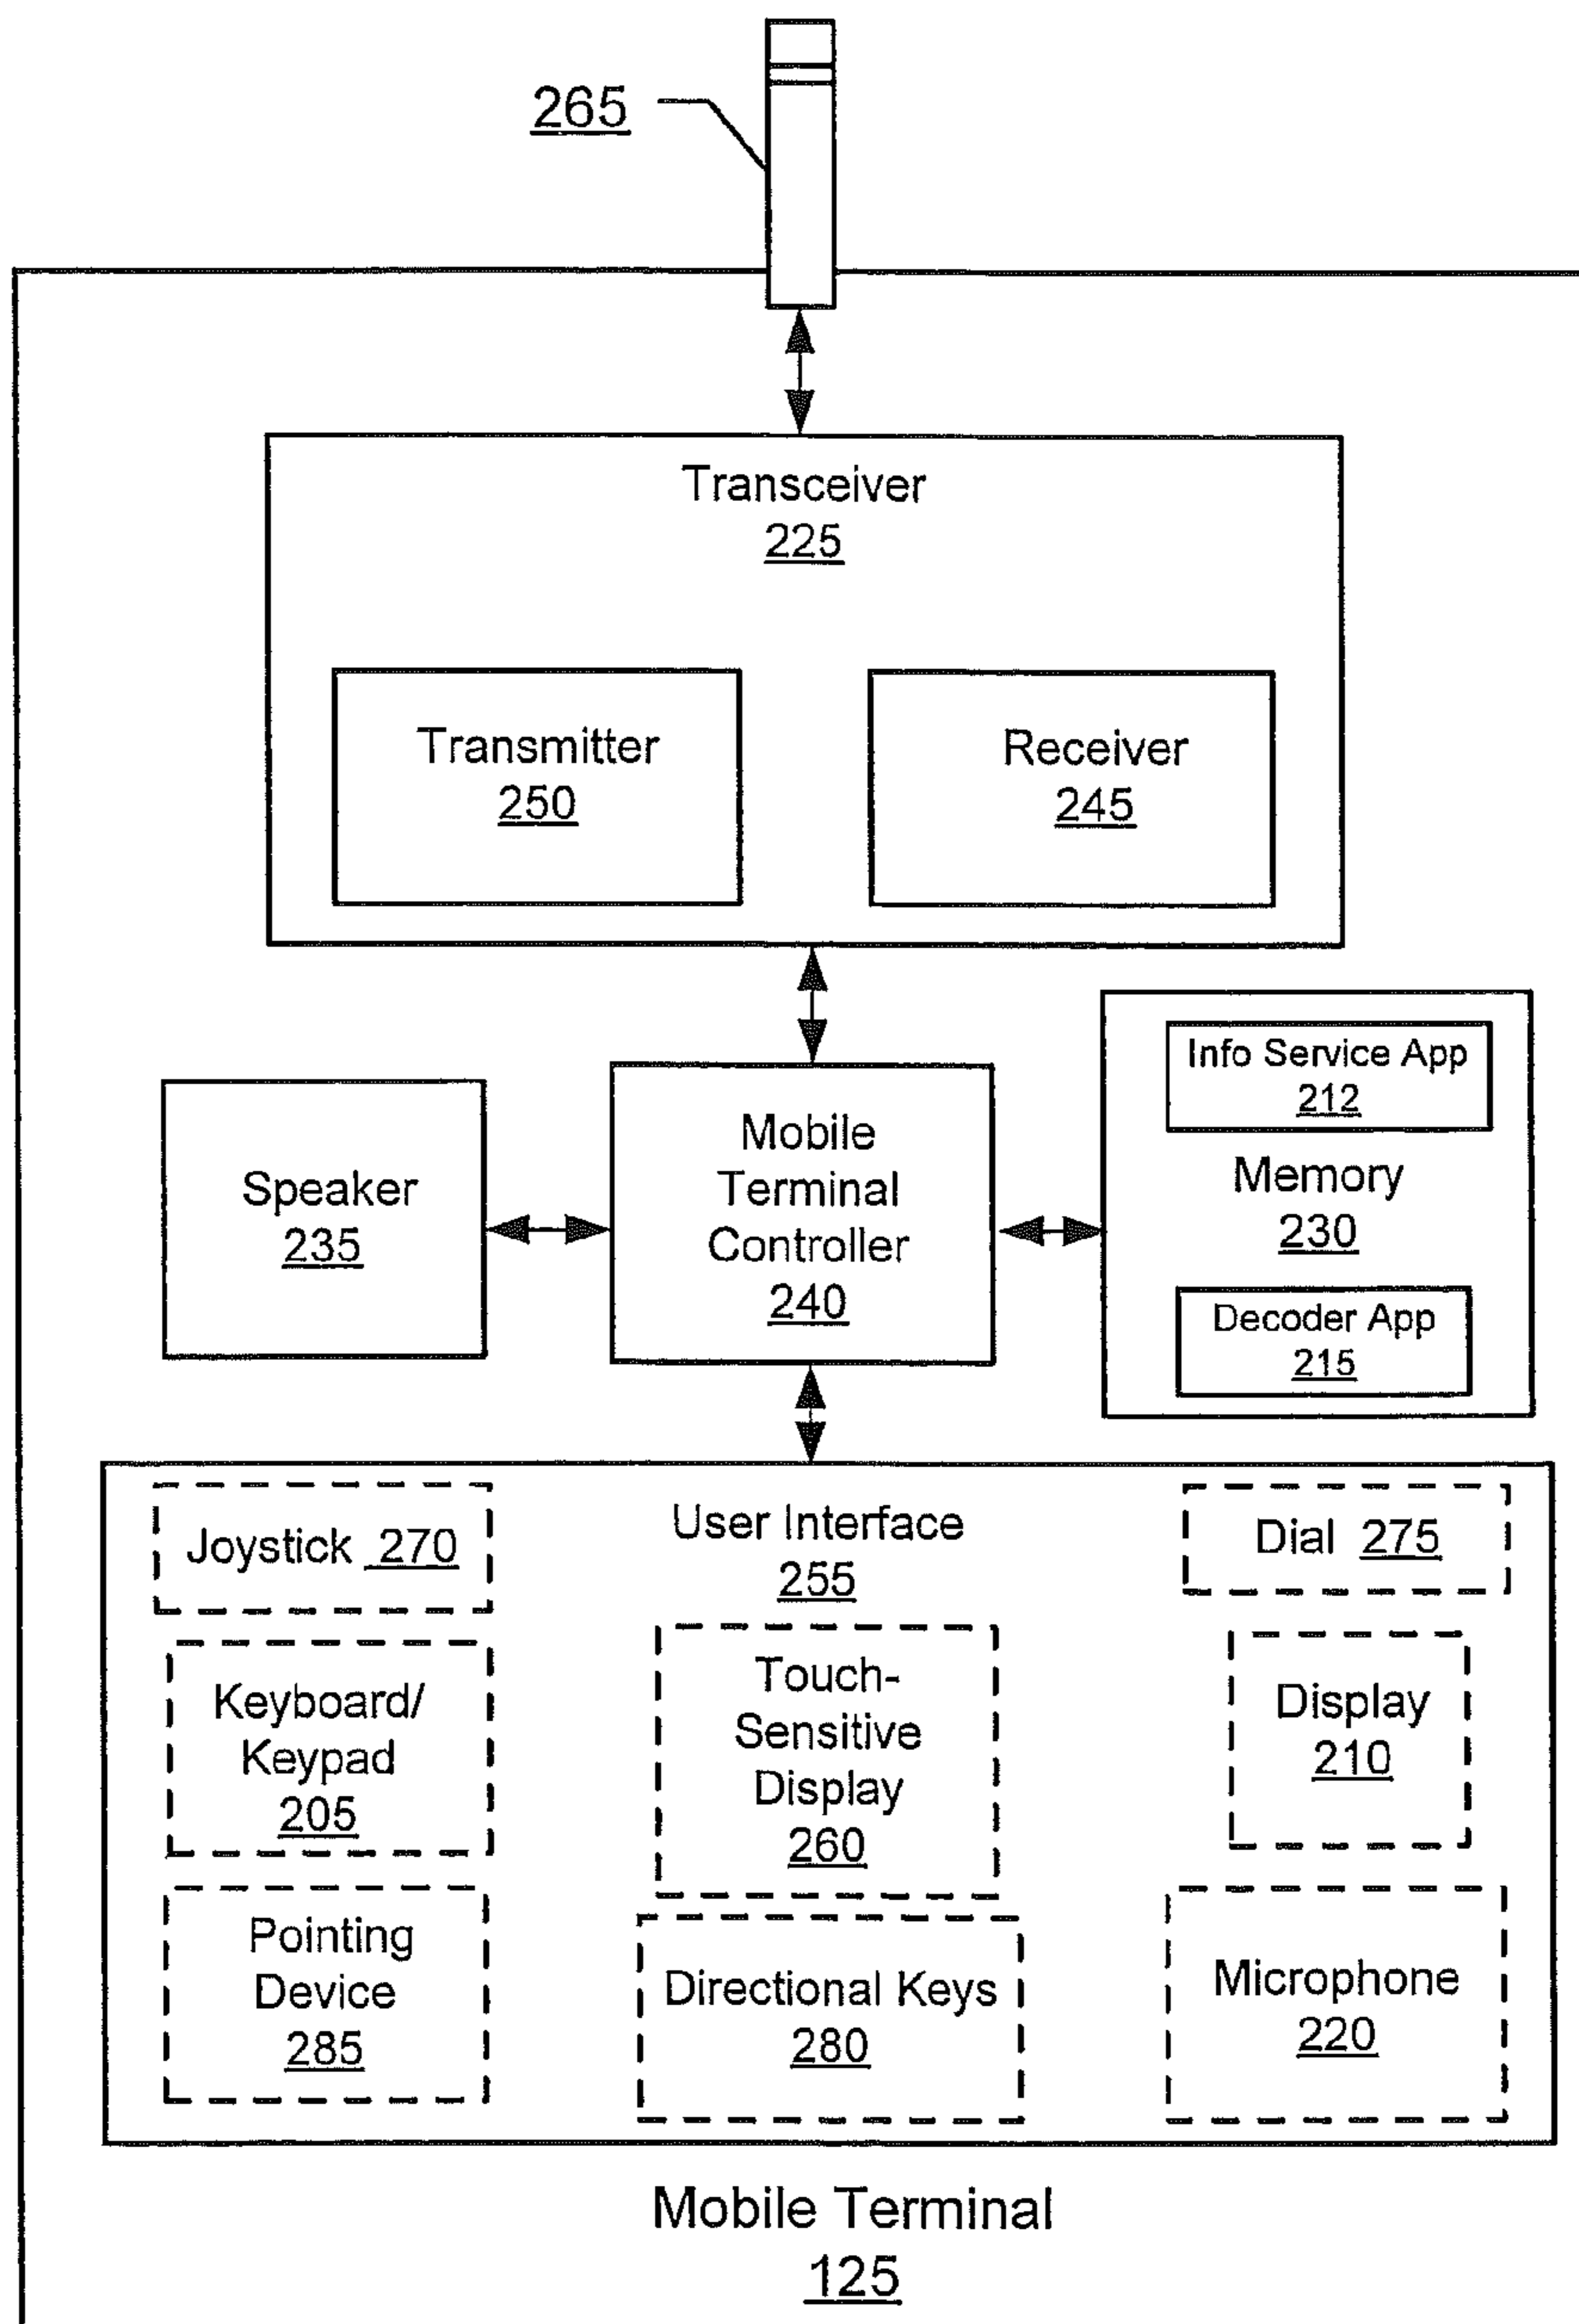 265
Transceiver
225
Transmitter
250
Receiver
245
Info Service App
212
Memory
230
Decoder App
215
Speaker
235
Mobile
Terminal
Controller
240
User Interface
255
Joystick 270
Dial 275
Keyboard/
Keypad
205
Touch-
Sensitive
Display
260
Display
210
Pointing
Device
285
Directional Keys
280
Microphone
220
Mobile Terminal
125